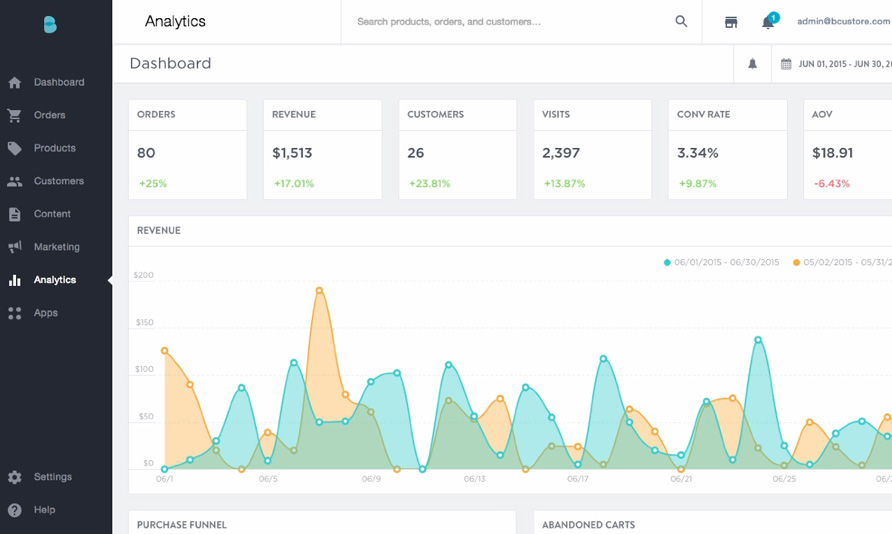 Analytics
Search products, orders, and customers...
1
admin@bcustore.com
Dashboard
JUN 01, 2015 - JUN 30, 20
Dashboard
Orders
Products
Customers
Content
Marketing
Analytics
Apps
Settings
Help
ORDERS
80
+25%
REVENUE
$1,513
+17.01%
CUSTOMERS
26
+23.81%
VISITS
2,397
+13.87%
CONV RATE
3.34%
+9.87%
AOV
$18.91
-6.43%
REVENUE
06/01/2015 - 06/30/2015
05/02/2015 - 05/31/2
$200
$150
$100
$50
$0
06/1
06/5
06/9
06/13
06/17
06/21
06/25
06/2
PURCHASE FUNNEL
ABANDONED CARTS